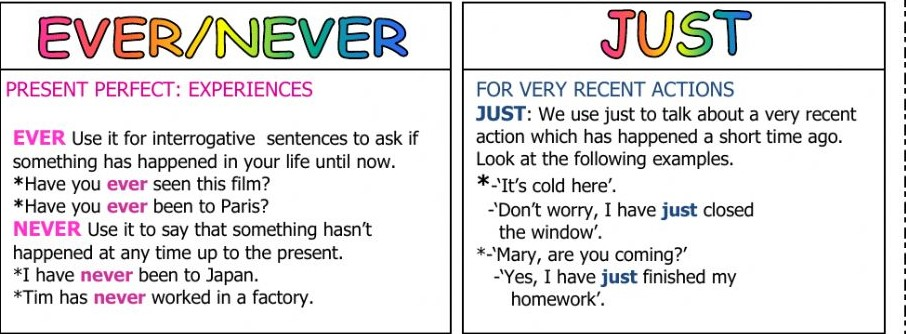 EVER/NEVER
PRESENT PERFECT: EXPERIENCES
EVER Use it for interrogative sentences to ask if
something has happened in your life until now.
*Have you ever seen this film?
*Have you ever been to Paris?
NEVER Use it to say that something hasn't
happened at any time up to the present.
*I have never been to Japan.
*Tim has never worked in a factory.
JUST
FOR VERY RECENT ACTIONS
JUST: We use just to talk about a very recent
action which has happened a short time ago.
Look at the following examples.
*-‘It’s cold here’.
-‘Don’t worry, I have just closed
the window’.
*-‘Mary, are you coming?’
-‘Yes, I have just finished my
homework’.